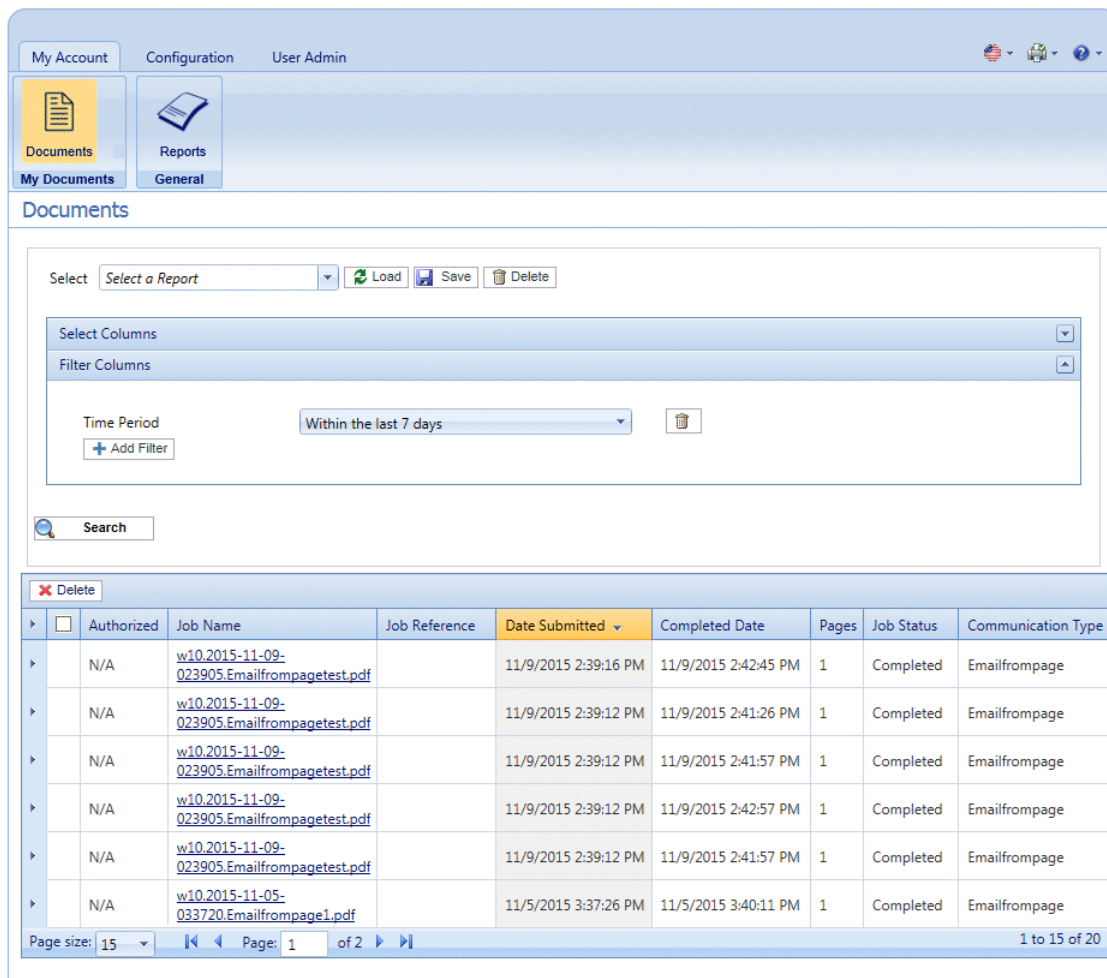 My Account Configuration User Admin
Documents Reports
My Documents General
Documents
Select Select a Report Load Save Delete
Select Columns
Filter Columns
Time Period Within the last 7 days
Add Filter
Search
Delete
Authorized Job Name Job Reference Date Submitted Completed Date Pages Job Status Communication Type
w10.2015-11-09-
N/A 023905.Emailfrompagetest.pdf 11/9/2015 2:39:16 PM 11/9/2015 2:42:45 PM 1 Completed Emailfrompage
w10.2015-11-09-
N/A 023905.Emailfrompagetest.pdf 11/9/2015 2:39:12 PM 11/9/2015 2:41:26 PM 1 Completed Emailfrompage
w10.2015-11-09-
N/A 023905.Emailfrompagetest.pdf 11/9/2015 2:39:12 PM 11/9/2015 2:41:57 PM 1 Completed Emailfrompage
w10.2015-11-09-
N/A 023905.Emailfrompagetest.pdf 11/9/2015 2:39:12 PM 11/9/2015 2:42:57 PM 1 Completed Emailfrompage
w10.2015-11-09-
N/A 023905.Emailfrompagetest.pdf 11/9/2015 2:39:12 PM 11/9/2015 2:41:57 PM 1 Completed Emailfrompage
w10.2015-11-05-
N/A 033720.Emailfrompage1.pdf 11/5/2015 3:37:26 PM 11/5/2015 3:40:11 PM 1 Completed Emailfrompage
Page size: 15 Page: 1 of 2 1 to 15 of 20